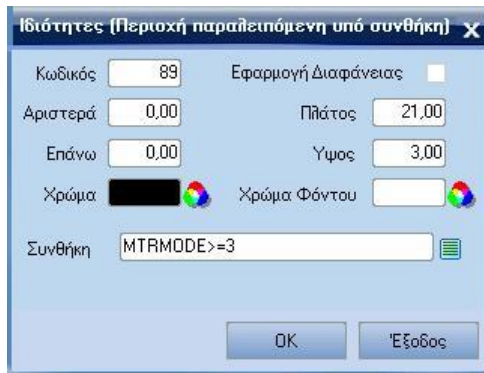 Ιδιότητες (Περιοχή παραλειπόμενη υπό συνθήκη) X
Κωδικός 89 Εφαρμογή Διαφάνειας
Αριστερά 0,00 Πλάτος 21,00
Επάνω 0,00 Υψος 3,00
Χρώμα Χρώμα Φόντου
Συνθήκη MTRMODE>=3
OK Έξοδος